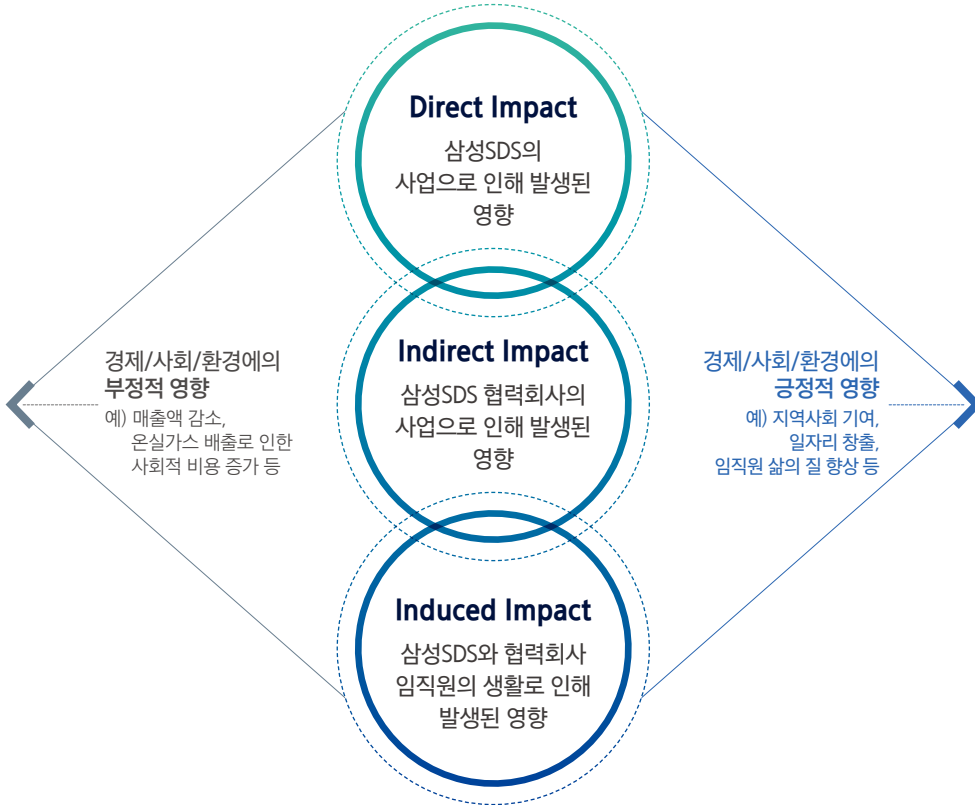 Direct Impact
삼성SDS의
사업으로 인해 발생된
영향
경제/사회/환경에의
부정적 영향
예) 매출액 감소,
온실가스 배출로 인한
사회적 비용 증가 등
Indirect Impact
삼성SDS 협력회사의
사업으로 인해 발생된
영향
경제/사회/환경에의
긍정적 영향
예) 지역사회 기여,
일자리 창출,
임직원 삶의 질 향상 등
Induced Impact
삼성SDS와 협력회사
임직원의 생활로 인해
발생된 영향